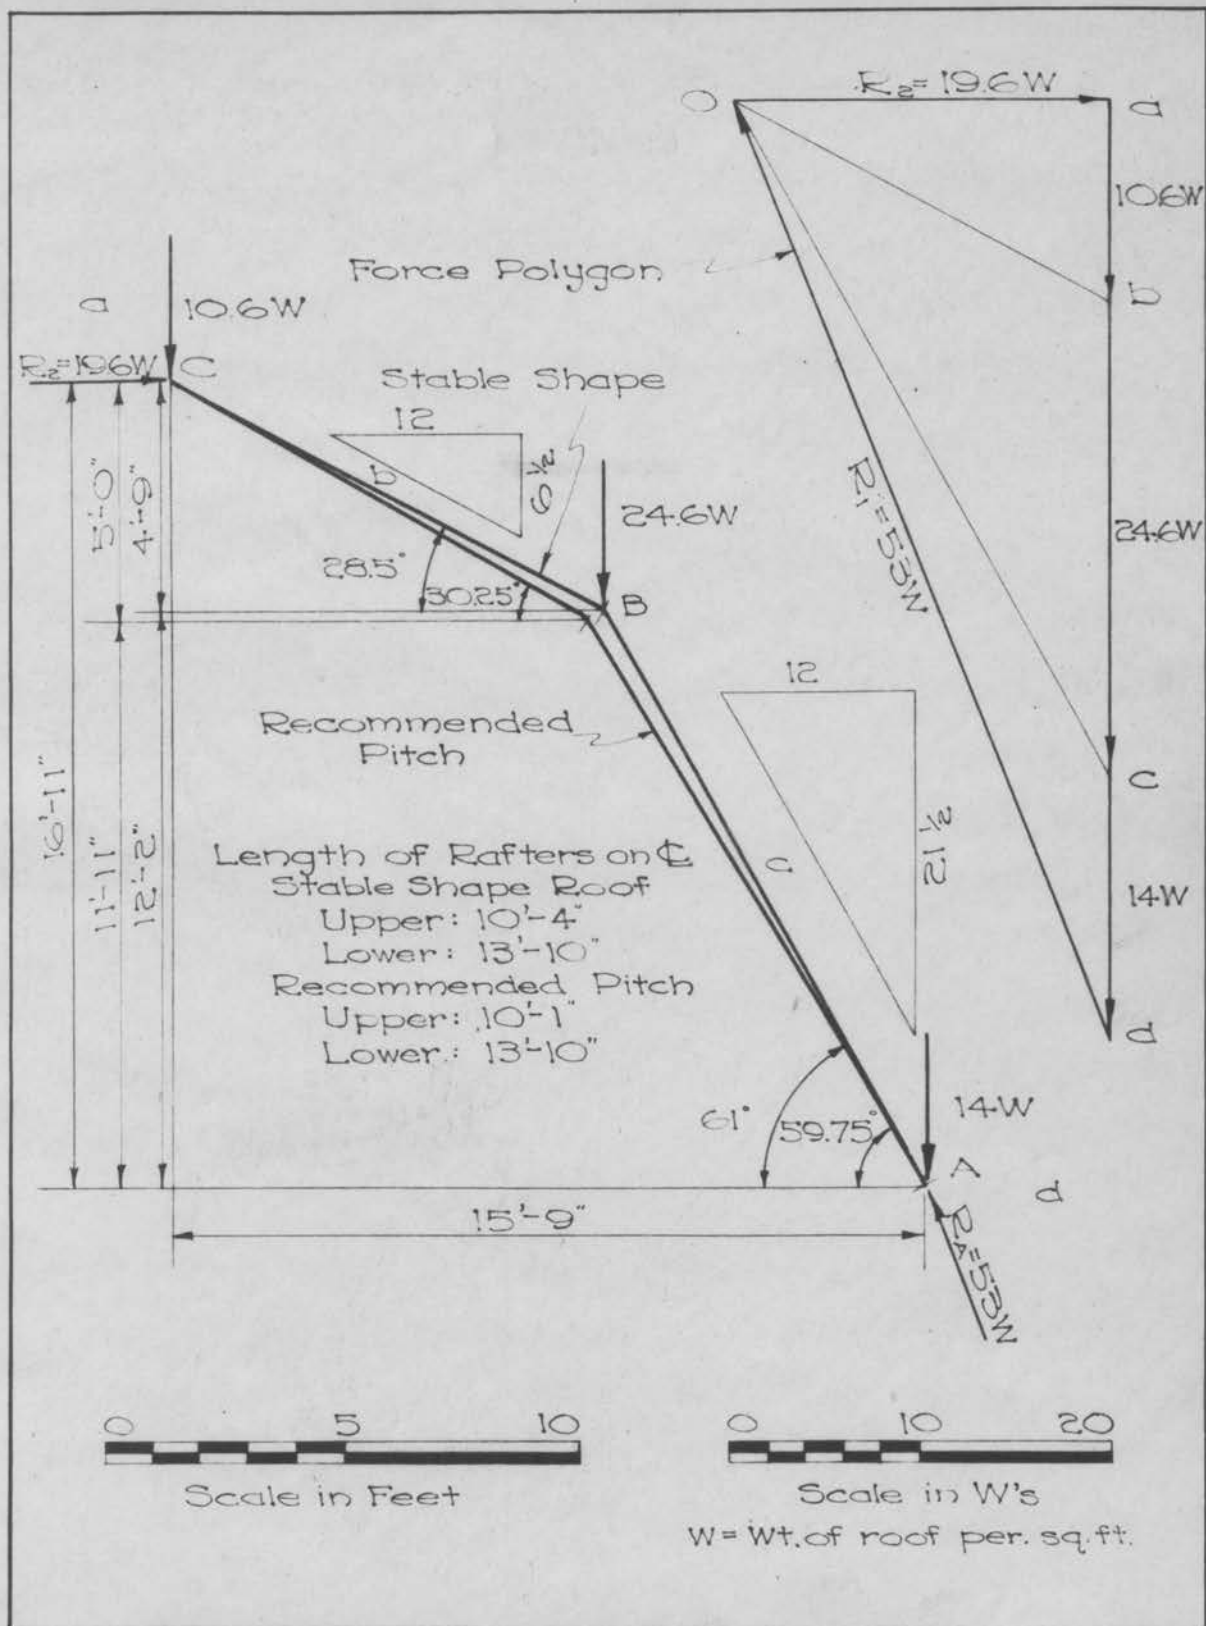 R₂=19.6W
O
a
10.6W
Force Polygon
b
a
10.6W
R₂=19.6W
C
Stable Shape
12
b
6 ½
5'-0"
4'-9"
24.6W
R₁=53W
24.6W
28.5°
30.25°
B
12
Recommended
Pitch
c
16'-11"
11'-11"
12'-2"
21 ½
Length of Rafters on ℄
Stable Shape Roof
Upper: 10'-4"
Lower: 13'-10"
Recommended Pitch
Upper: 10'-1"
Lower: 13'-10"
c
14W
d
61°
59.75°
14W
A
d
15'-9"
R_A=53W
0 5 10
Scale in Feet
0 10 20
Scale in W's
W = Wt. of roof per. sq. ft.